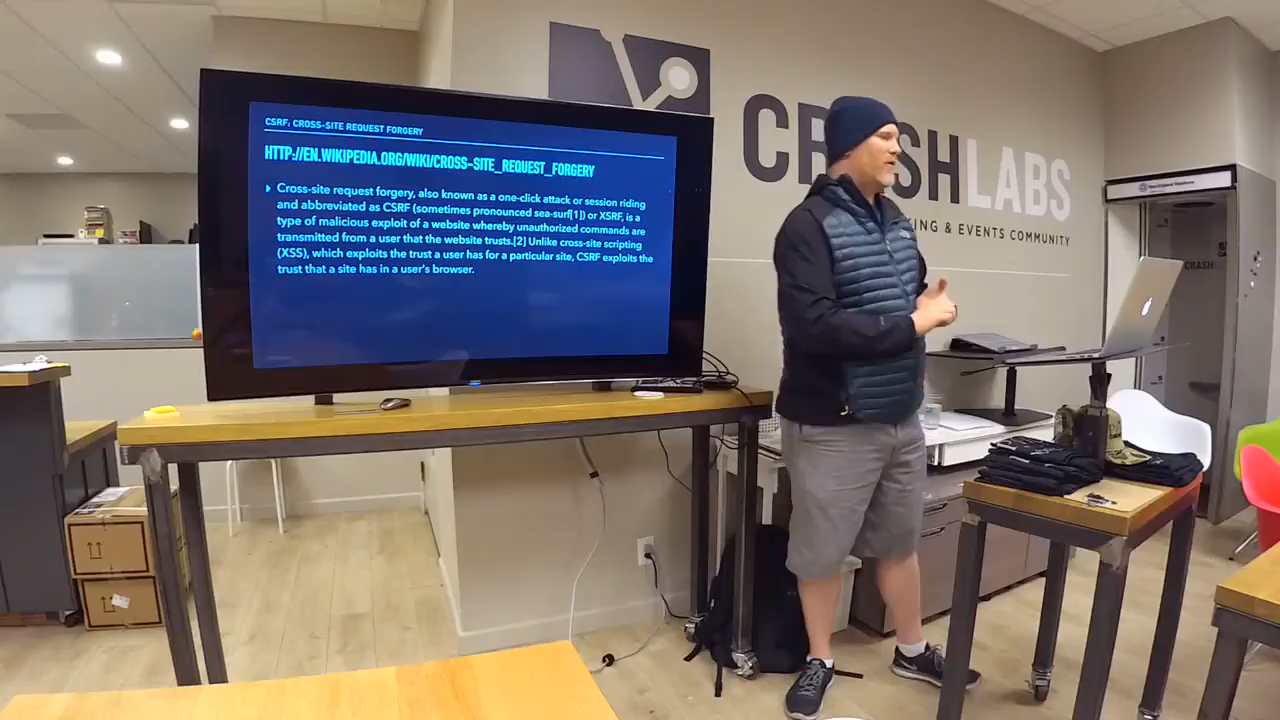 CSRF: CROSS-SITE REQUEST FORGERY
HTTP://EN.WIKIPEDIA.ORG/WIKI/CROSS-SITE_REQUEST_FORGERY
Cross-site request forgery, also known as a one-click attack or session riding
and abbreviated as CSRF (sometimes pronounced sea-surf[1]) or XSRF, is a
type of malicious exploit of a website whereby unauthorized commands are
transmitted from a user that the website trusts.[2] Unlike cross-site scripting
(XSS), which exploits the trust a user has for a particular site, CSRF exploits the
trust that a site has in a user's browser.
CRASHLABS
& EVENTS COMMUNITY
CRASH